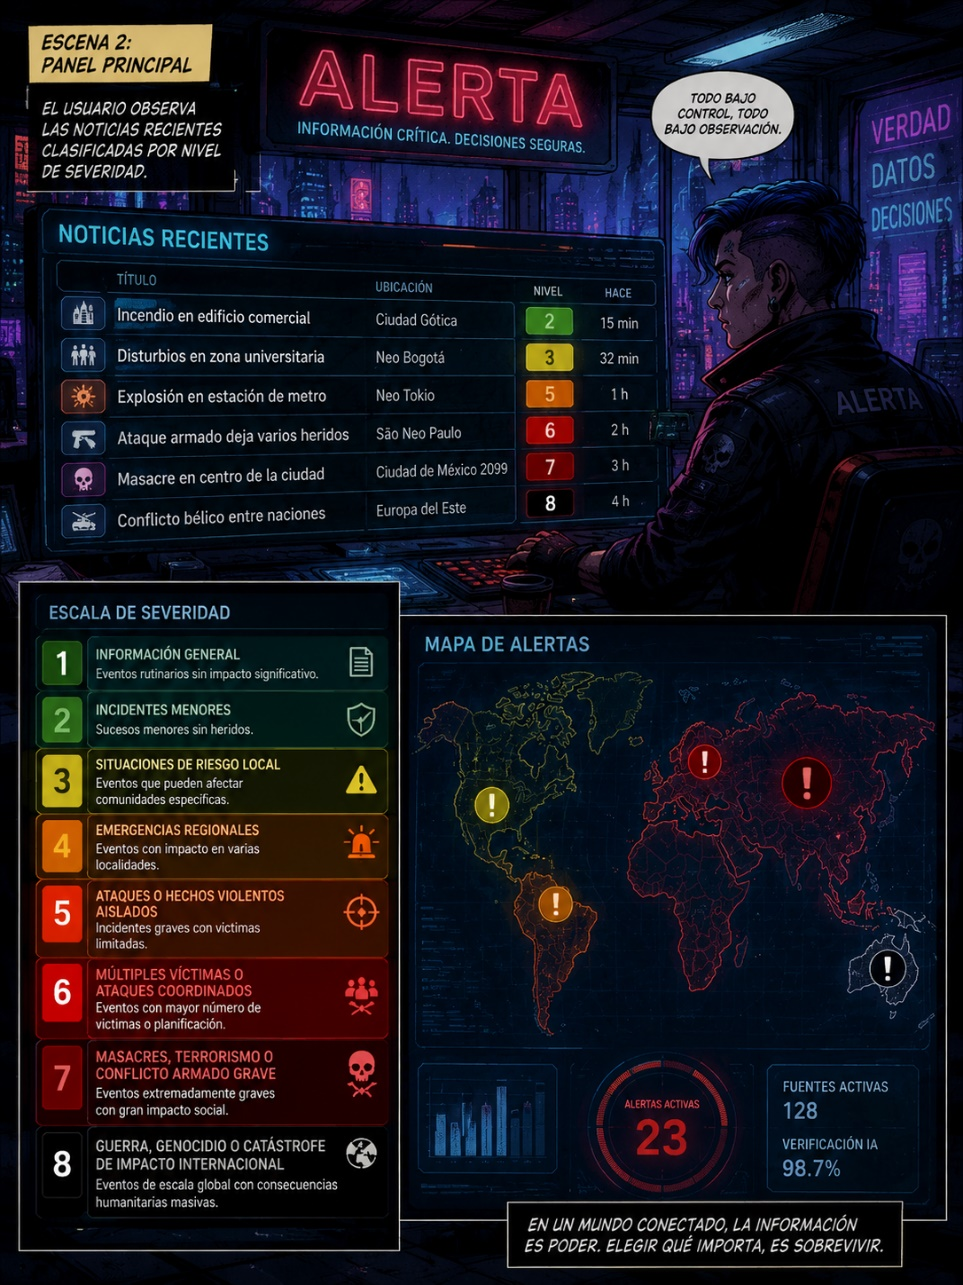 ESCENA 2:
PANEL PRINCIPAL
EL USUARIO OBSERVA
LAS NOTICIAS RECIENTES
CLASIFICADAS POR NIVEL
DE SEVERIDAD.
ALERTA
INFORMACIÓN CRÍTICA. DECISIONES SEGURAS.
TODO BAJO
CONTROL, TODO
BAJO OBSERVACIÓN.
VERDAD
DATOS
DECISIONES
ALERTA
NOTICIAS RECIENTES
TÍTULO UBICACIÓN NIVEL HACE
Incendio en edificio comercial Ciudad Gótica 2 15 min
Disturbios en zona universitaria Neo Bogotá 3 32 min
Explosión en estación de metro Neo Tokio 5 1 h
Ataque armado deja varios heridos São Neo Paulo 6 2 h
Masacre en centro de la ciudad Ciudad de México 2099 7 3 h
Conflicto bélico entre naciones Europa del Este 8 4 h
ESCALA DE SEVERIDAD
1 INFORMACIÓN GENERAL
Eventos rutinarios sin impacto significativo.
2 INCIDENTES MENORES
Sucesos menores sin heridos.
3 SITUACIONES DE RIESGO LOCAL
Eventos que pueden afectar
comunidades específicas.
4 EMERGENCIAS REGIONALES
Eventos con impacto en varias
localidades.
5 ATAQUES O HECHOS VIOLENTOS
AISLADOS
Incidentes graves con victimas
limitadas.
6 MÚLTIPLES VÍCTIMAS O
ATAQUES COORDINADOS
Eventos con mayor número de
victimas o planificación.
7 MASACRES, TERRORISMO O
CONFLICTO ARMADO GRAVE
Eventos extremadamente graves
con gran impacto social.
8 GUERRA, GENOCIDIO O CATÁSTROFE
DE IMPACTO INTERNACIONAL
Eventos de escala global con consecuencias
humanitarias masivas.
MAPA DE ALERTAS
!
!
!
!
!
ALERTAS ACTIVAS
23
FUENTES ACTIVAS
128
VERIFICACIÓN IA
98.7%
EN UN MUNDO CONECTADO, LA INFORMACIÓN
ES PODER. ELEGIR QUÉ IMPORTA, ES SOBREVIVIR.